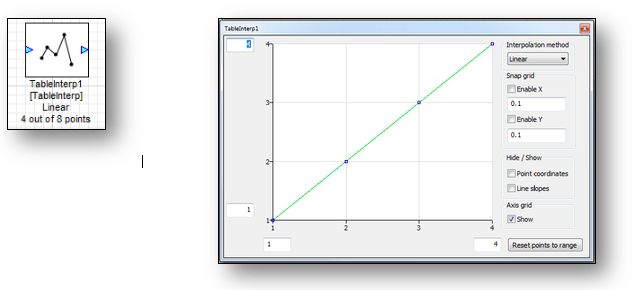 TableInterp1
[TableInterp]
Linear
4 out of 8 points
TableInterp1
4
1
4
3
2
1
1
2
3
4
1
4
Interpolation method
Linear
Snap grid
Enable X
0.1
Enable Y
0.1
Hide / Show
Point coordinates
Line slopes
Axis grid
Show
Reset points to range